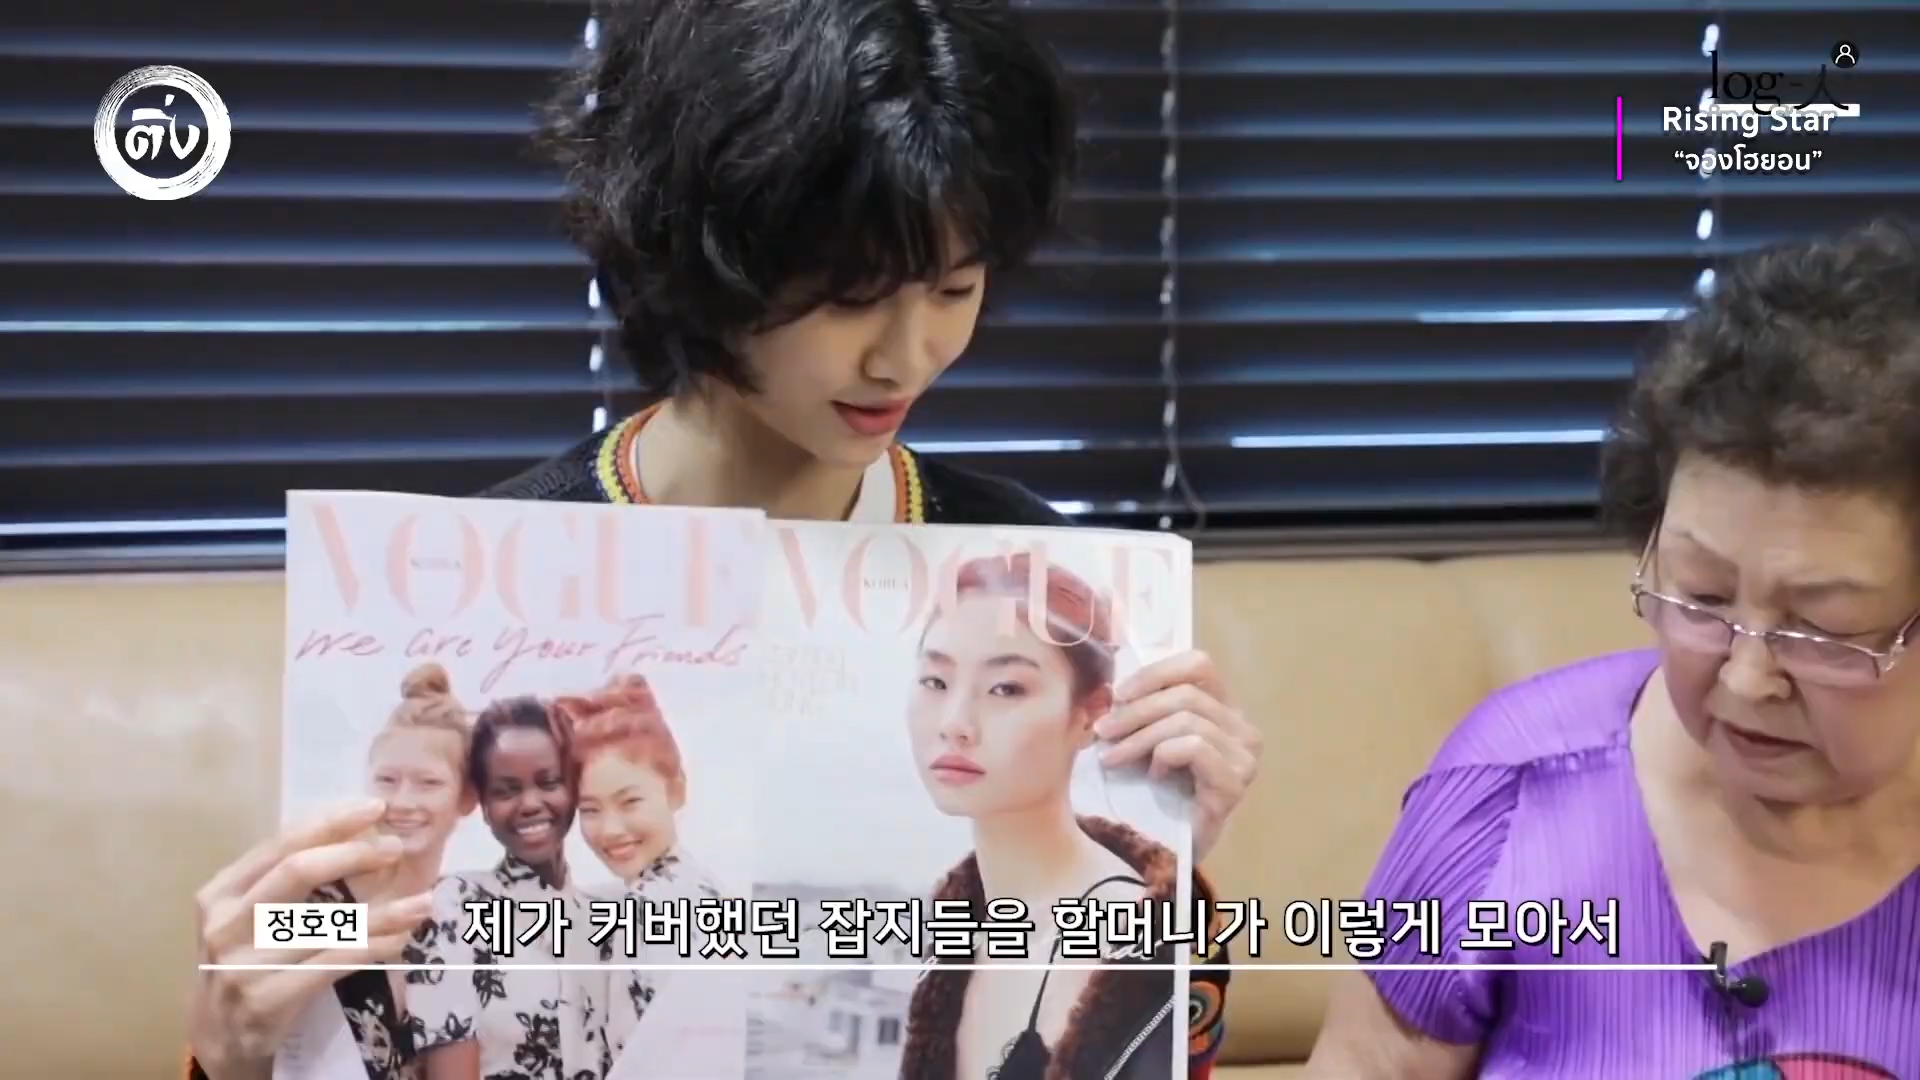 ติ่ง
log-人
Rising Star
“จองโฮยอน”
VOGUE
KOREA
we are your Friends
VOGUE
KOREA
정호연
제가 커버했던 잡지들을 할머니가 이렇게 모아서